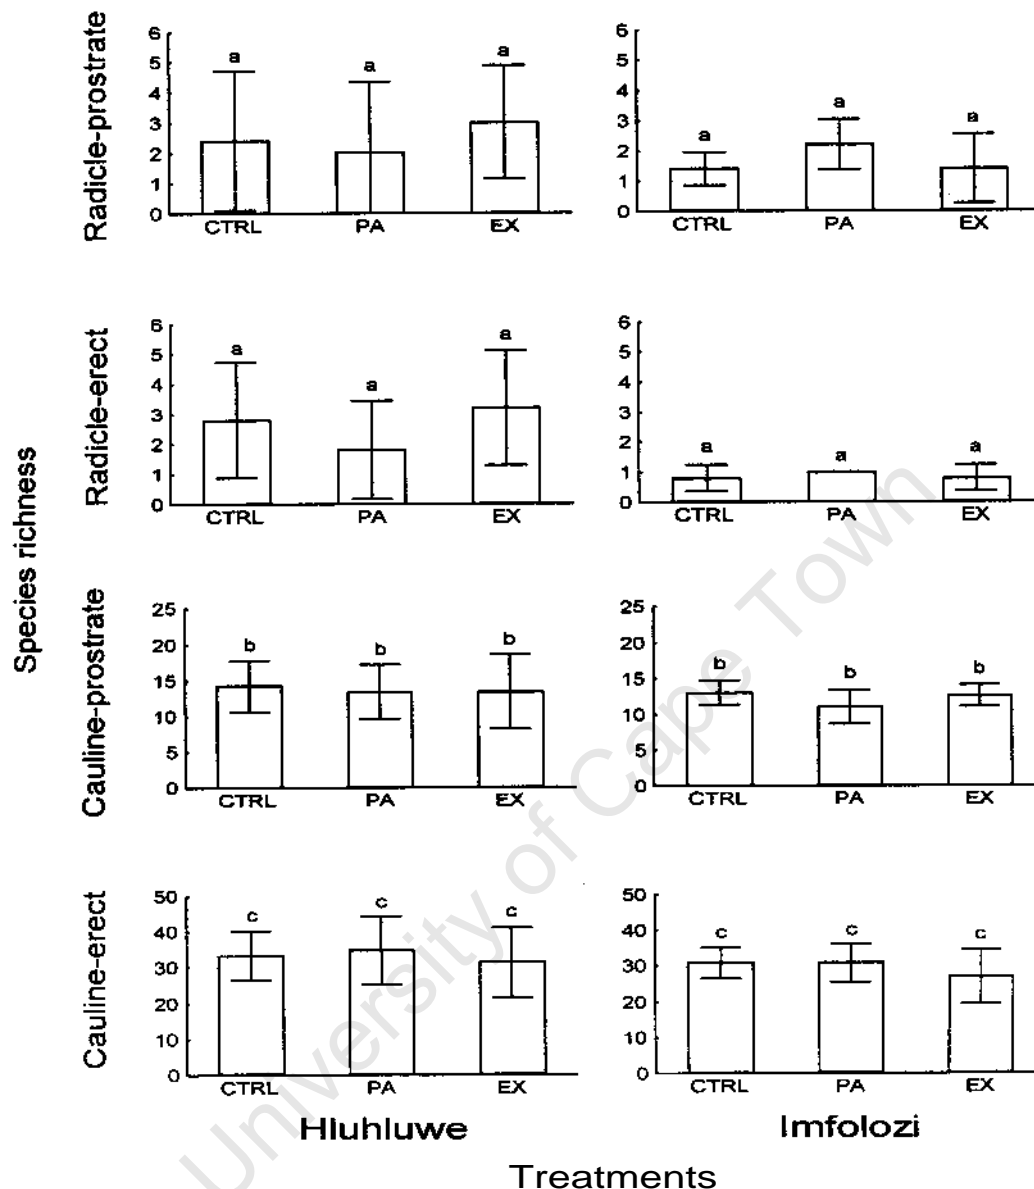 Species richness
Radicle-prostrate
6
5
4
3
2
1
0
a
a
a
CTRL
PA
EX
6
5
4
3
2
1
0
a
a
a
CTRL
PA
EX
Radicle-erect
6
5
4
3
2
1
0
a
a
a
CTRL
PA
EX
6
5
4
3
2
1
0
a
a
a
CTRL
PA
EX
Cauline-prostrate
25
20
15
10
5
0
b
b
b
CTRL
PA
EX
25
20
15
10
5
0
b
b
b
CTRL
PA
EX
Cauline-erect
50
40
30
20
10
0
c
c
c
CTRL
PA
EX
50
40
30
20
10
0
c
c
c
CTRL
PA
EX
Hluhluwe
Imfolozi
Treatments
University of Cape Town